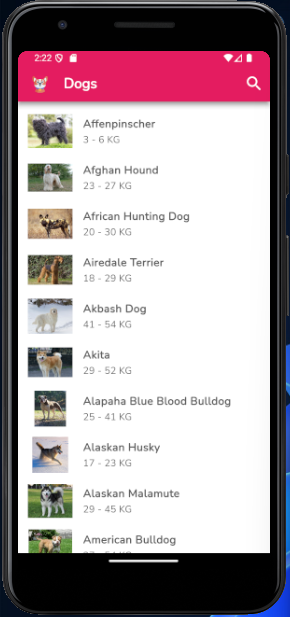 2:22
Dogs
Affenpinscher
3 - 6 KG
Afghan Hound
23 - 27 KG
African Hunting Dog
20 - 30 KG
Airedale Terrier
18 - 29 KG
Akbash Dog
41 - 54 KG
Akita
29 - 52 KG
Alapaha Blue Blood Bulldog
25 - 41 KG
Alaskan Husky
17 - 23 KG
Alaskan Malamute
29 - 45 KG
American Bulldog